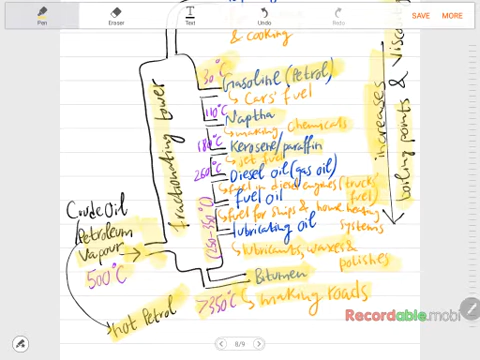 Pen
Eraser
Text
Undo
Redo
SAVE
MORE
& cooking
30°C
Gasoline (Petrol)
↳ Cars' fuel
110°C
Naptha
↳ making chemicals
180°C
Kerosene/paraffin
↳ jet fuel
260°C
Diesel oil (gas oil)
↳ fuel in diesel engines (trucks' fuel)
Fuel oil
↳ fuel for ships & home heating systems
lubricating oil
↳ lubricants, waxes & polishes
Bitumen
>350°C
↳ making roads
fractionating tower
Crude Oil
Petroleum
Vapour
500°C
hot Petrol
increases
boiling points & viscosity
8/9
Recordable.mobi